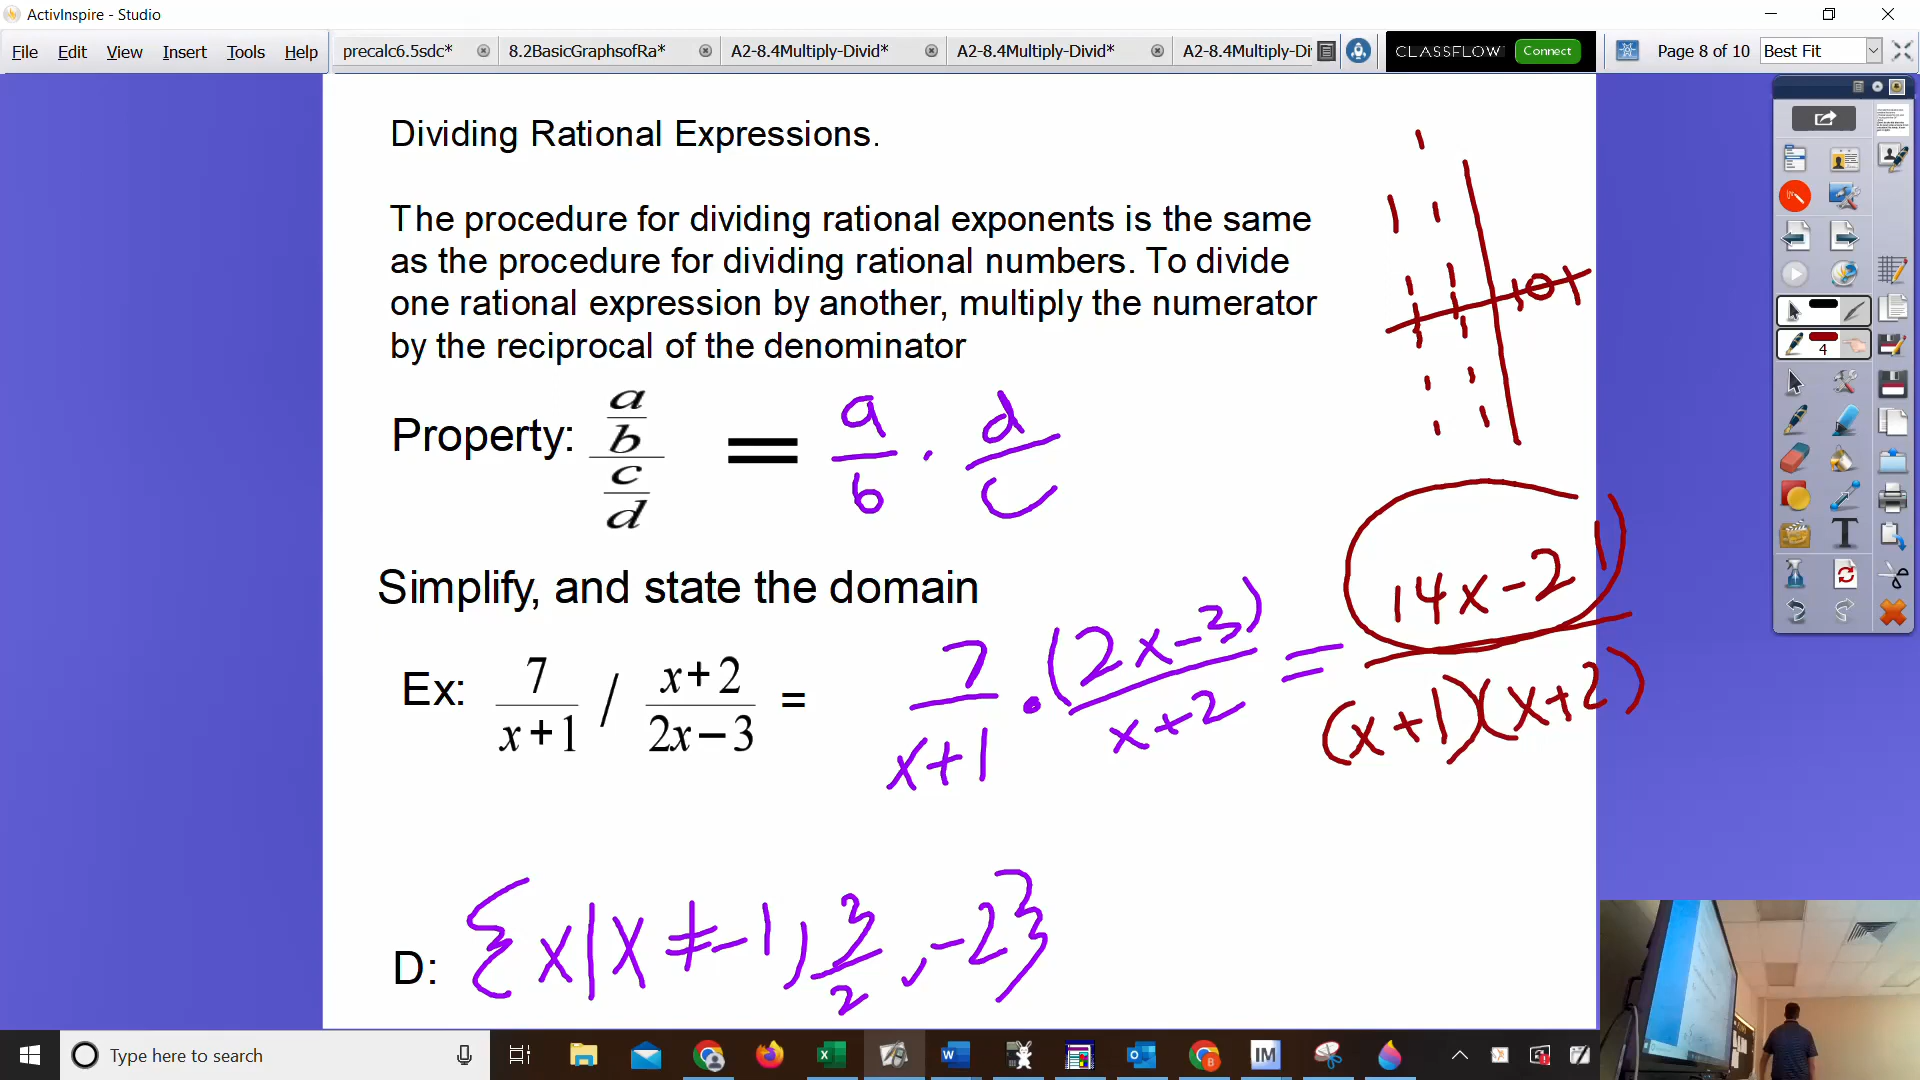 ActivInspire - Studio
File Edit View Insert Tools Help
precalc6.5sdc* 8.2BasicGraphsofRa* A2-8.4Multiply-Divid* A2-8.4Multiply-Divid* A2-8.4Multiply-Di
CLASSFLOW Connect
Page 8 of 10 Best Fit
Dividing Rational Expressions.
The procedure for dividing rational exponents is the same
as the procedure for dividing rational numbers. To divide
one rational expression by another, multiply the numerator
by the reciprocal of the denominator
Property: a/b / c/d = a/b · d/c
Simplify, and state the domain
Ex: 7/(x+1) / (x+2)/(2x−3) = 7/(x+1) · (2x-3)/(x+2) = 14x-21/(x+1)(x+2)
D: {x|x ≠ -1, 3/2, -2}
4
T
Type here to search
IM